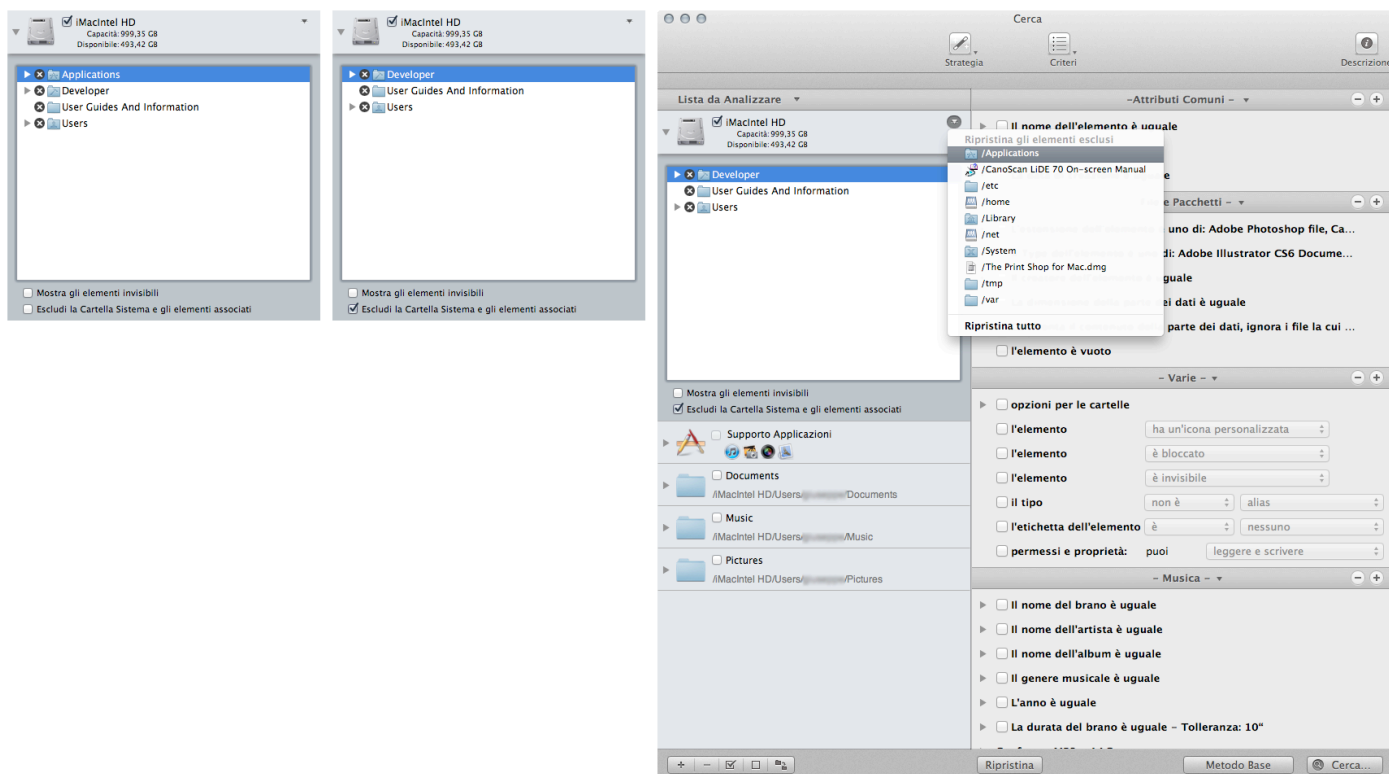 iMacIntel HD
Capacità: 999,35 GB
Disponibile: 493,42 GB
Applications
Developer
User Guides And Information
Users
Mostra gli elementi invisibili
Escludi la Cartella Sistema e gli elementi associati
iMacIntel HD
Capacità: 999,35 GB
Disponibile: 493,42 GB
Developer
User Guides And Information
Users
Mostra gli elementi invisibili
Escludi la Cartella Sistema e gli elementi associati
Cerca
Strategia
Criteri
Descrizione
Lista da Analizzare
iMacIntel HD
Capacità: 999,35 GB
Disponibile: 493,42 GB
Developer
User Guides And Information
Users
Mostra gli elementi invisibili
Escludi la Cartella Sistema e gli elementi associati
Supporto Applicazioni
Documents
/iMacIntel HD/Users/ /Documents
Music
/iMacIntel HD/Users/ /Music
Pictures
/iMacIntel HD/Users/ /Pictures
Ripristina gli elementi esclusi
/Applications
/CanoScan LiDE 70 On-screen Manual
/etc
/home
/Library
/net
/System
/The Print Shop for Mac.dmg
/tmp
/var
Ripristina tutto
-Attributi Comuni -
Il nome dell'elemento è uguale
e Pacchetti -
uno di: Adobe Photoshop file, Ca...
di: Adobe Illustrator CS6 Docume...
guale
ei dati è uguale
parte dei dati, ignora i file la cui ...
l'elemento è vuoto
- Varie -
opzioni per le cartelle
l'elemento ha un'icona personalizzata
l'elemento è bloccato
l'elemento è invisibile
il tipo non è alias
l'etichetta dell'elemento è nessuno
permessi e proprietà: puoi leggere e scrivere
- Musica -
Il nome del brano è uguale
Il nome dell'artista è uguale
Il nome dell'album è uguale
Il genere musicale è uguale
L'anno è uguale
La durata del brano è uguale - Tolleranza: 10"
Ripristina
Metodo Base
Cerca...